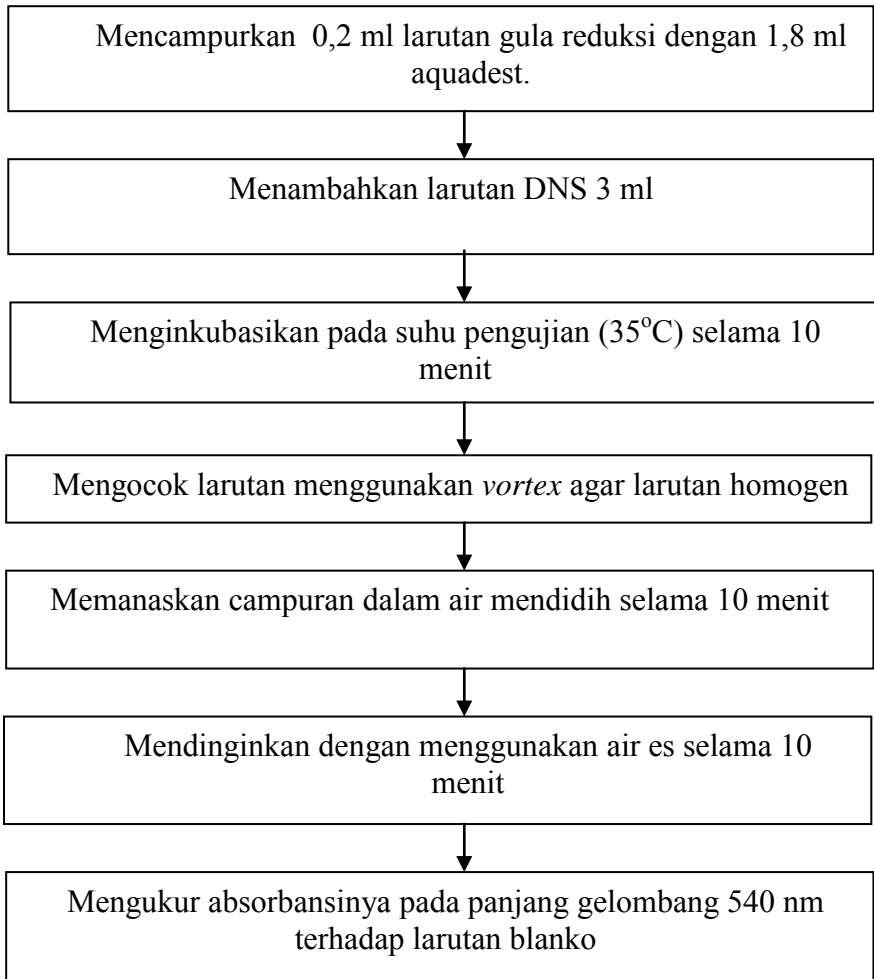 Mencampurkan 0,2 ml larutan gula reduksi dengan 1,8 ml
aquadest.
Menambahkan larutan DNS 3 ml
Menginkubasikan pada suhu pengujian (35°C) selama 10
menit
Mengocok larutan menggunakan vortex agar larutan homogen
Memanaskan campuran dalam air mendidih selama 10 menit
Mendinginkan dengan menggunakan air es selama 10
menit
Mengukur absorbansinya pada panjang gelombang 540 nm
terhadap larutan blanko